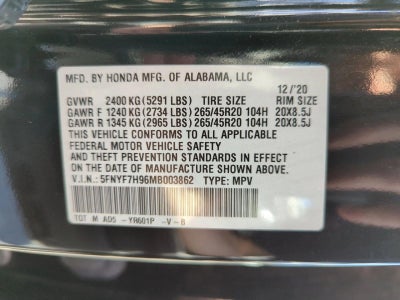 MFD. BY HONDA MFG. OF ALABAMA, LLC
12/'20
GVWR 2400 KG (5291 LBS) TIRE SIZE RIM SIZE
GAWR F 1240 KG (2734 LBS) 265/45R20 104H 20X8.5J
GAWR R 1345 KG (2965 LBS) 265/45R20 104H 20X8.5J
THIS VEHICLE CONFORMS TO ALL APPLICABLE
FEDERAL MOTOR VEHICLE SAFETY
AND THEFT PREVENTION STANDARDS IN EFFECT
ON THE DATE OF MANUFACTURE SHOWN ABOVE.
V.I.N.: 5FNYF7H96MB003862 TYPE: MPV
TGT M AD5 -YR601P -V-B